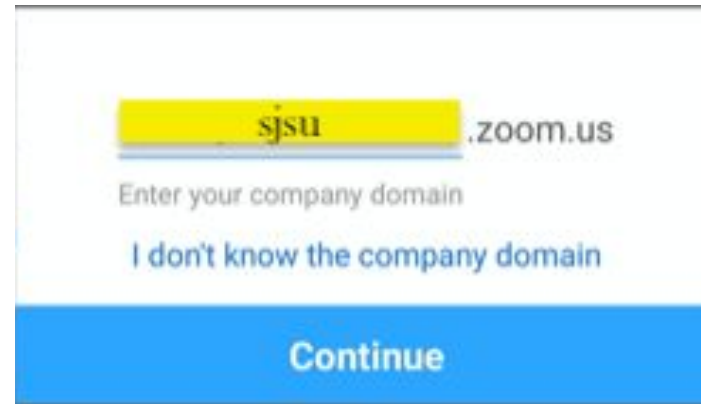 sjsu .zoom.us
Enter your company domain
I don't know the company domain
Continue